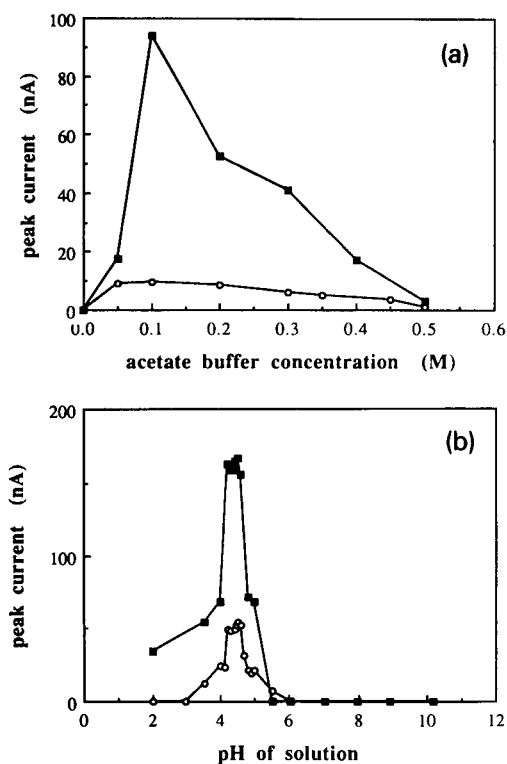 (a)
peak current (nA)
100
80
60
40
20
0
0.0 0.1 0.2 0.3 0.4 0.5 0.6
acetate buffer concentration (M)
(b)
peak current (nA)
200
100
0
0 2 4 6 8 10 12
pH of solution